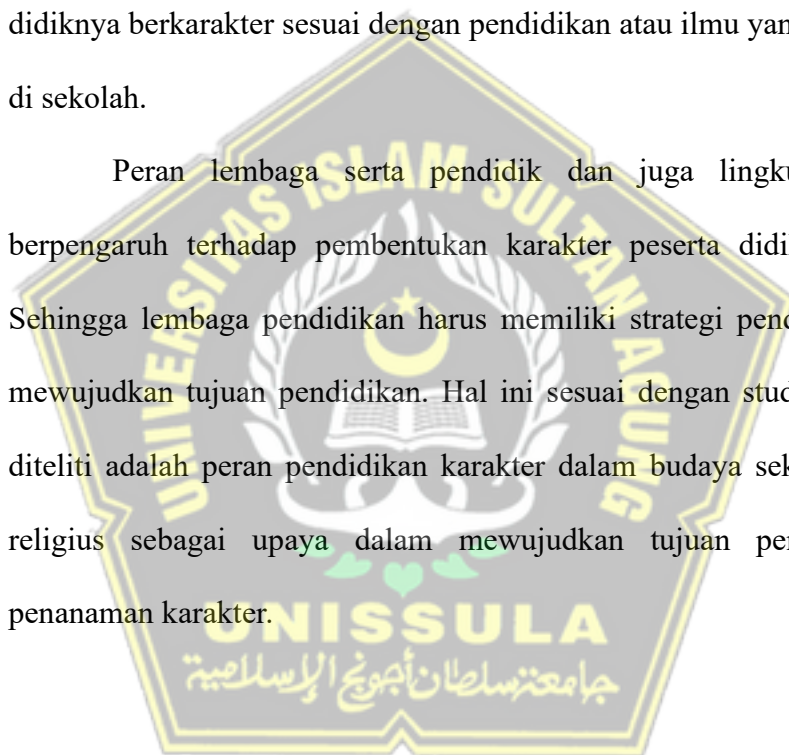 didiknya berkarakter sesuai dengan pendidikan atau ilmu yan
di sekolah.
Peran lembaga serta pendidik dan juga lingku
berpengaruh terhadap pembentukan karakter peserta didi
Sehingga lembaga pendidikan harus memiliki strategi pend
mewujudkan tujuan pendidikan. Hal ini sesuai dengan stud
diteliti adalah peran pendidikan karakter dalam budaya sek
religius sebagai upaya dalam mewujudkan tujuan per
penanaman karakter.
UNIVERSITAS ISLAM SULTAN AGUNG
UNISSULA
جامعة سلطان أجونج الإسلامية